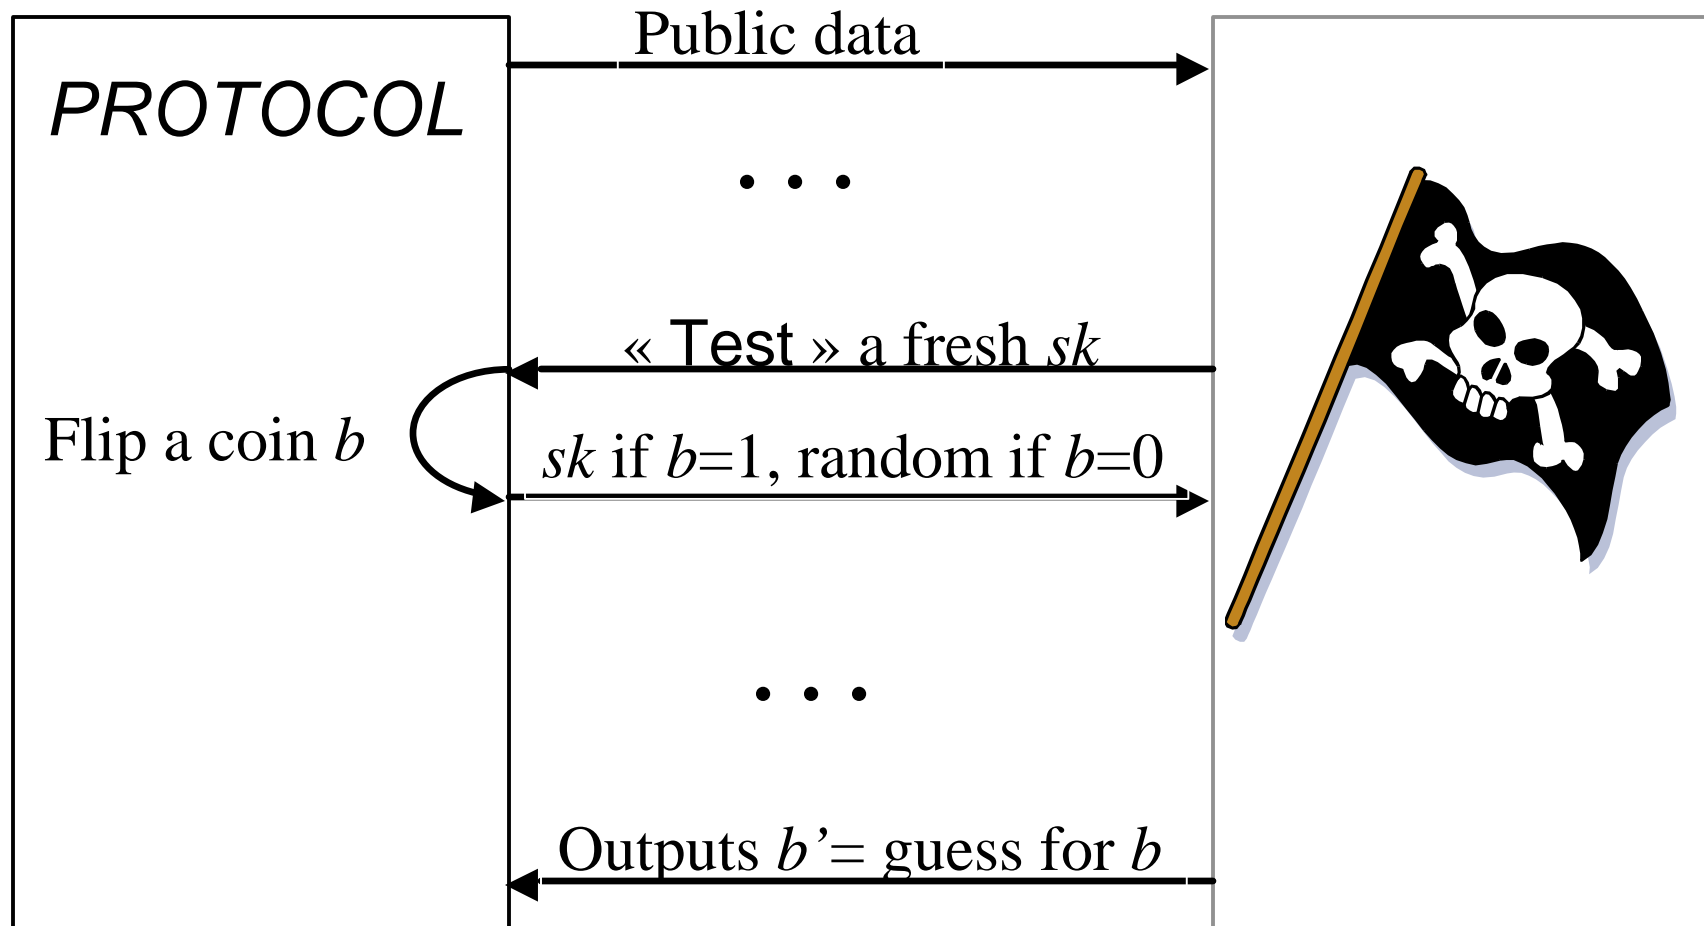 Public data
PROTOCOL
• • •
« Test » a fresh sk
Flip a coin b
sk if b=1, random if b=0
• • •
Outputs b’= guess for b